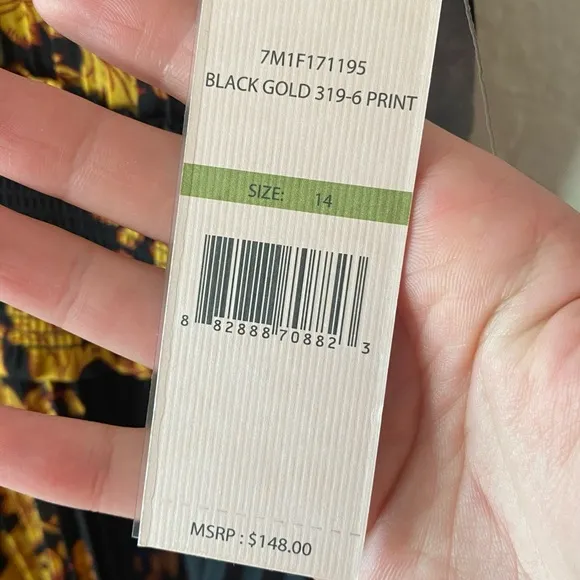 7M1F171195
BLACK GOLD 319-6 PRINT
SIZE: 14
8 82888 70882 3
MSRP : $148.00